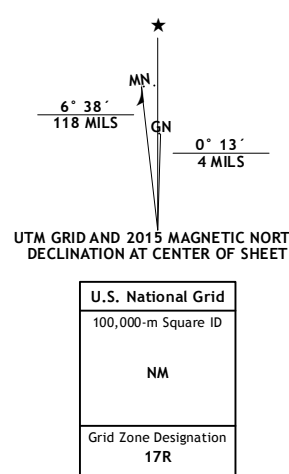 ★
MN
GN
6° 38´
118 MILS
0° 13´
4 MILS
UTM GRID AND 2015 MAGNETIC NORT
DECLINATION AT CENTER OF SHEET
U.S. National Grid
100,000-m Square ID
NM
Grid Zone Designation
17R